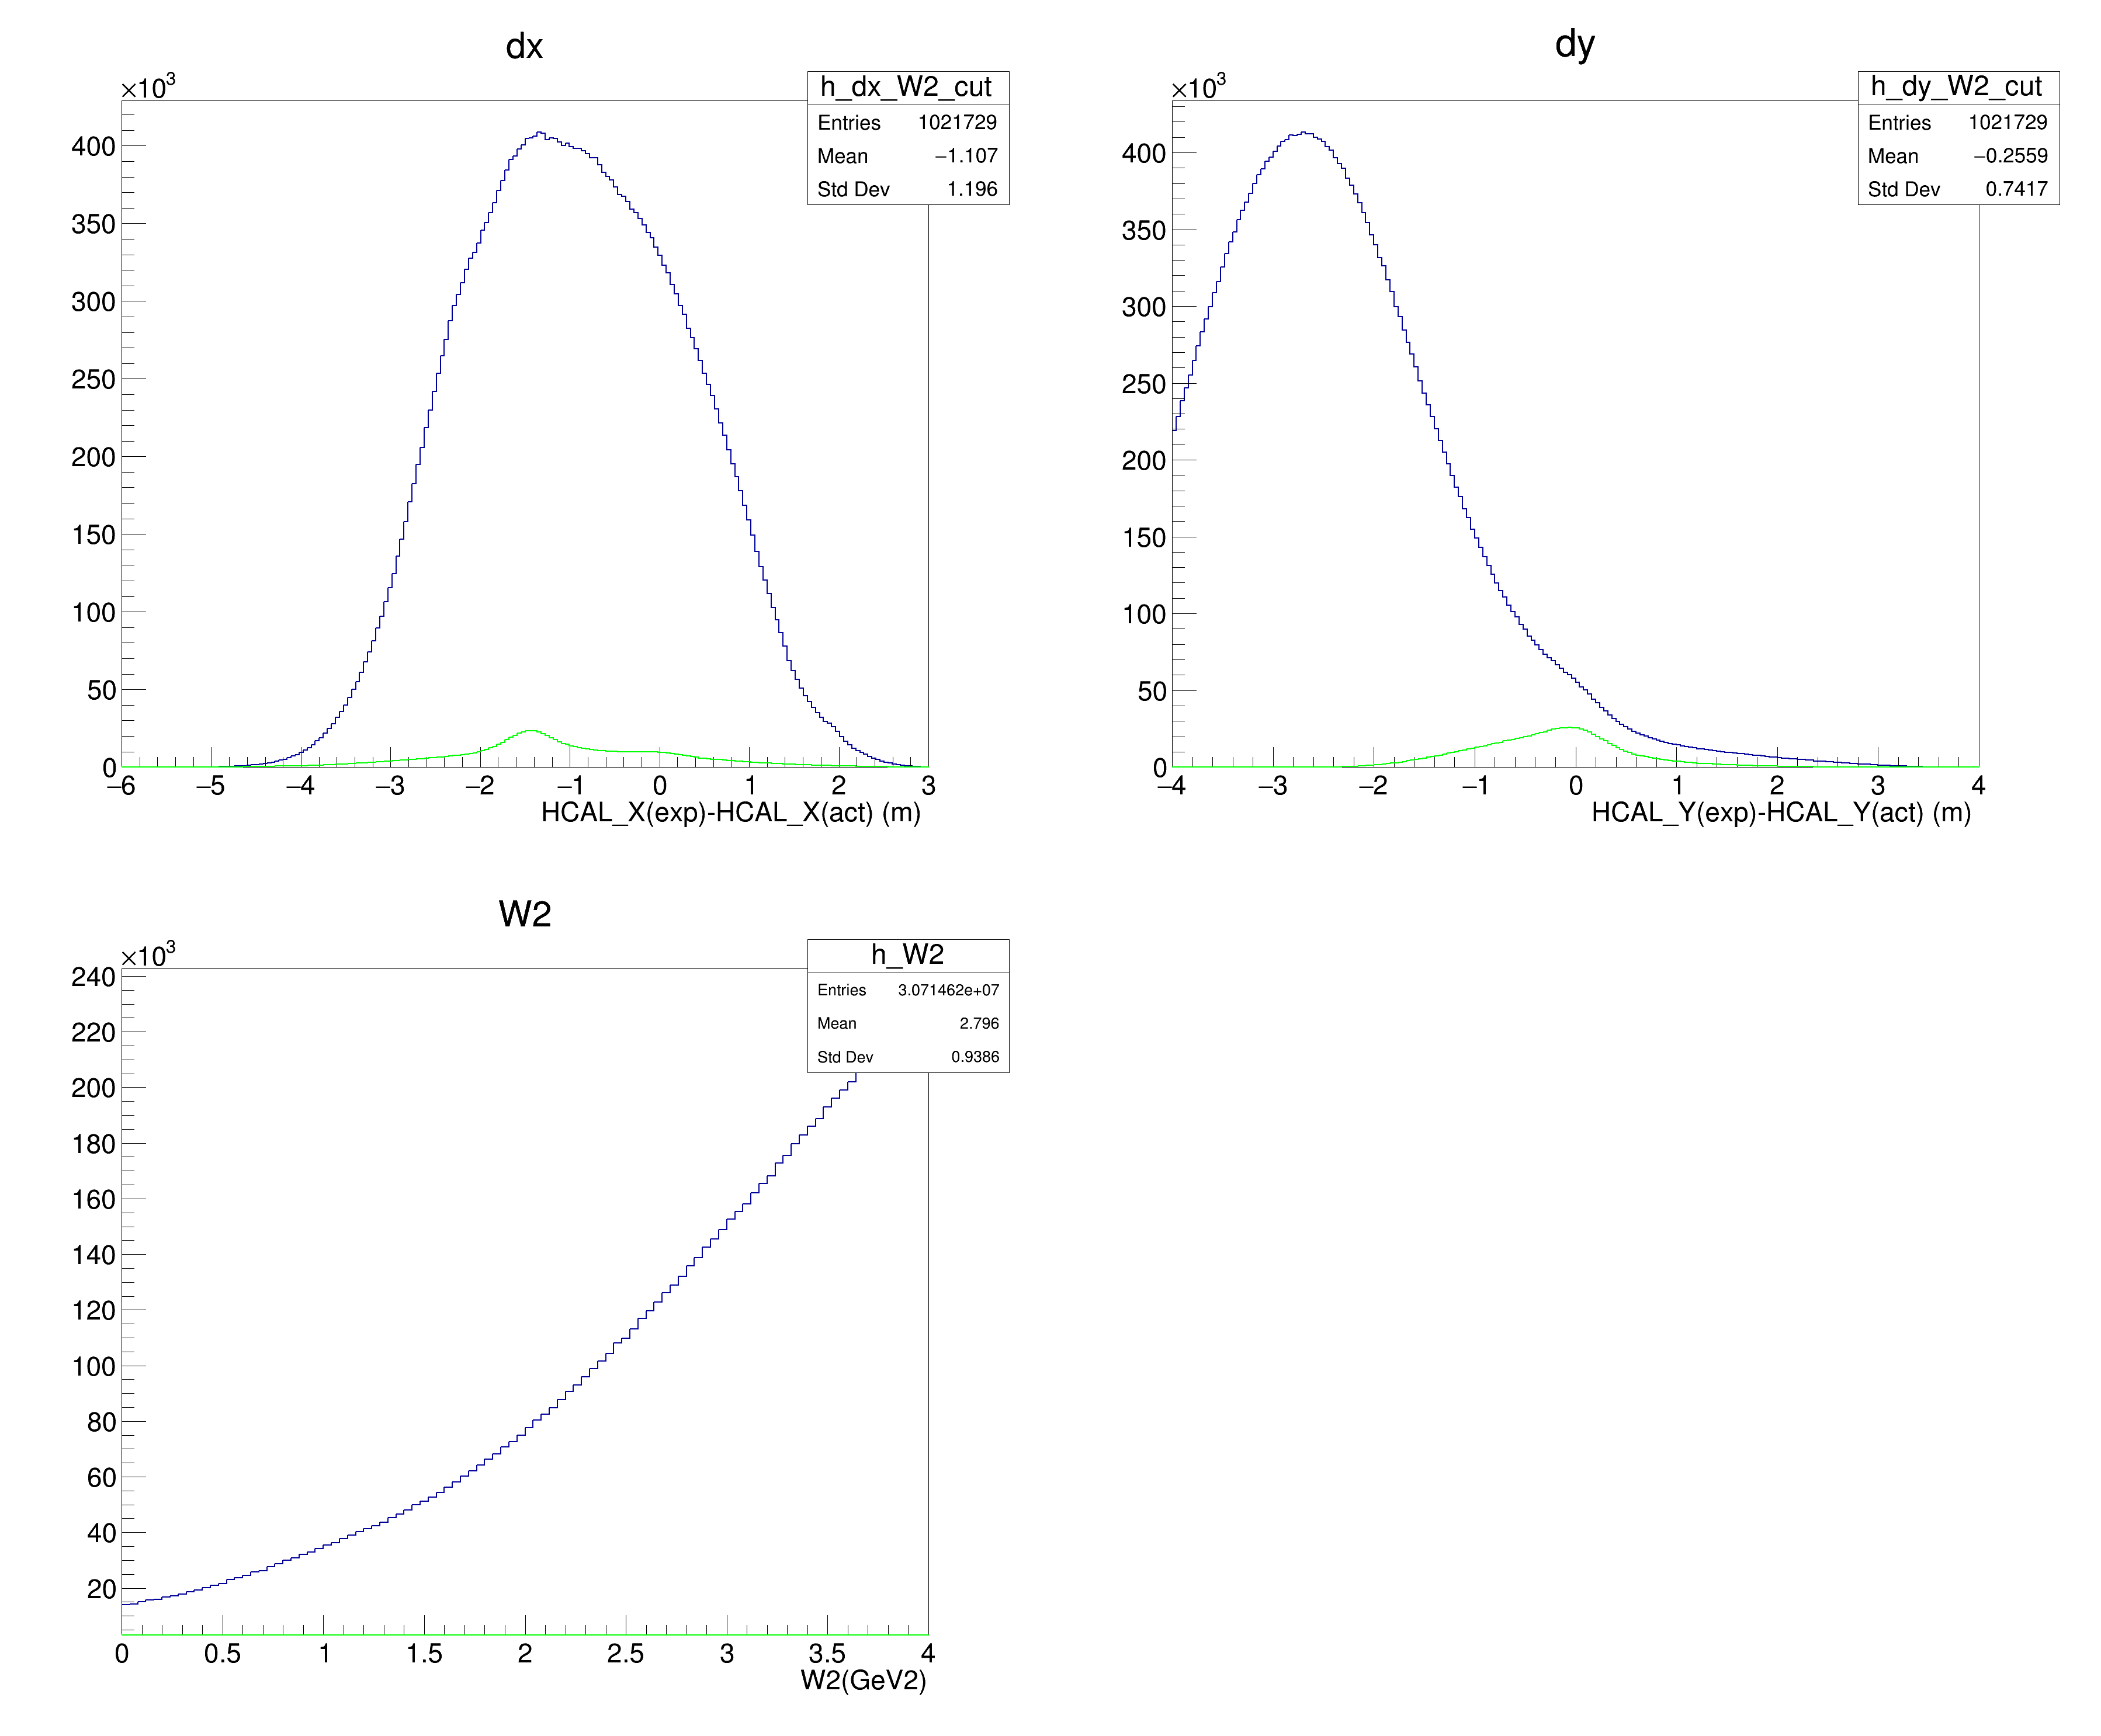 dx
×10³
h_dx_W2_cut
Entries 1021729
Mean −1.107
Std Dev 1.196
400
350
300
250
200
150
100
50
0
−6 −5 −4 −3 −2 −1 0 1 2 3
HCAL_X(exp)-HCAL_X(act) (m)
dy
×10³
h_dy_W2_cut
Entries 1021729
Mean −0.2559
Std Dev 0.7417
400
350
300
250
200
150
100
50
0
−4 −3 −2 −1 0 1 2 3 4
HCAL_Y(exp)-HCAL_Y(act) (m)
W2
×10³
h_W2
Entries 3.071462e+07
Mean 2.796
Std Dev 0.9386
240
220
200
180
160
140
120
100
80
60
40
20
0 0.5 1 1.5 2 2.5 3 3.5 4
W2(GeV2)